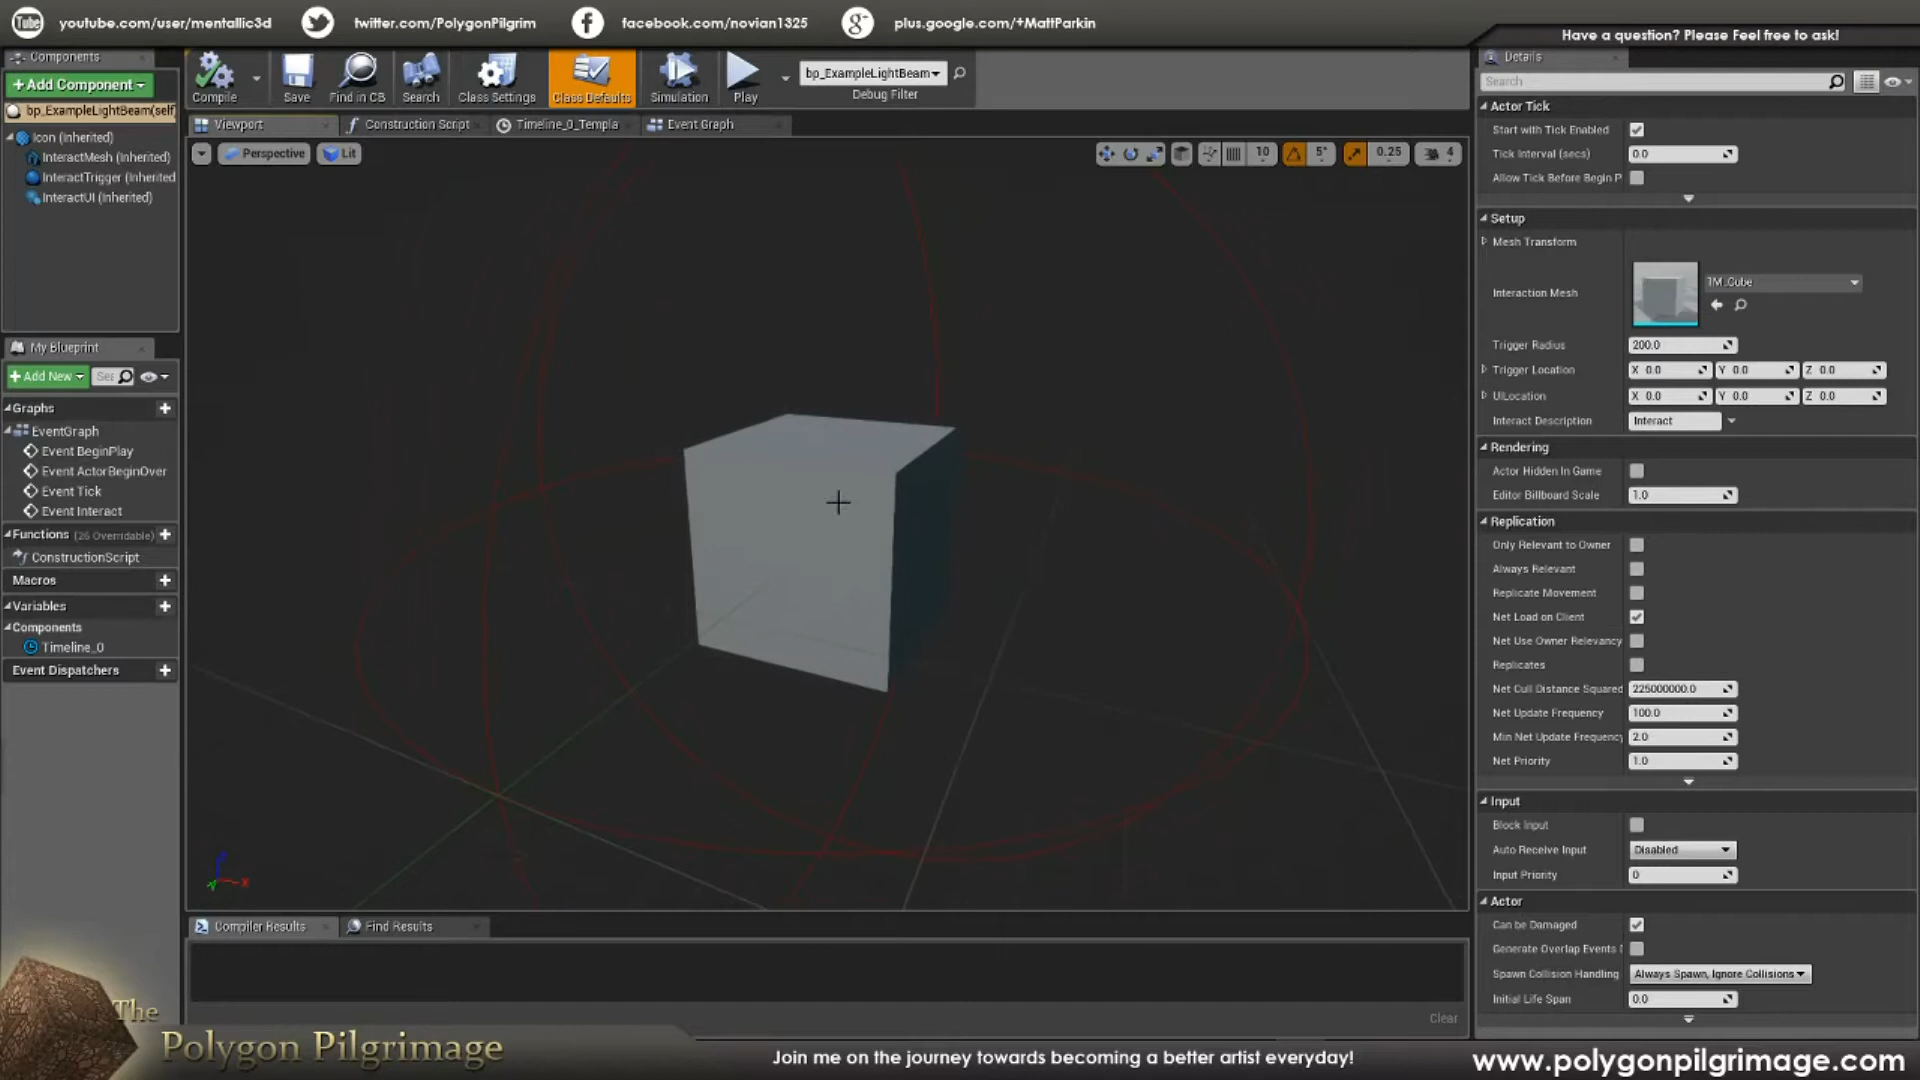 youtube.com/user/mentallic3d
twitter.com/PolygonPilgrim
facebook.com/novian1325
plus.google.com/+MattParkin
Have a question? Please Feel free to ask!
Components
+Add Component
bp_ExampleLightBeam(self
Icon (Inherited)
InteractMesh (Inherited)
InteractTrigger (Inherited
InteractUI (Inherited)
Compile
Save
Find in CB
Search
Class Settings
Class Defaults
Simulation
Play
bp_ExampleLightBeam
Debug Filter
Viewport
Construction Script
Timeline_0_Templa
Event Graph
Perspective
Lit
10
5°
0.25
4
My Blueprint
+Add New
Graphs
EventGraph
Event BeginPlay
Event ActorBeginOver
Event Tick
Event Interact
Functions (26 Overridable)
ConstructionScript
Macros
Variables
Components
Timeline_0
Event Dispatchers
Compiler Results
Find Results
Clear
Details
Search
Actor Tick
Start with Tick Enabled
Tick Interval (secs) 0.0
Allow Tick Before Begin P
Setup
Mesh Transform
Interaction Mesh
1M_Cube
Trigger Radius 200.0
Trigger Location X 0.0 Y 0.0 Z 0.0
UILocation X 0.0 Y 0.0 Z 0.0
Interact Description Interact
Rendering
Actor Hidden In Game
Editor Billboard Scale 1.0
Replication
Only Relevant to Owner
Always Relevant
Replicate Movement
Net Load on Client
Net Use Owner Relevancy
Replicates
Net Cull Distance Squared 225000000.0
Net Update Frequency 100.0
Min Net Update Frequency 2.0
Net Priority 1.0
Input
Block Input
Auto Receive Input Disabled
Input Priority 0
Actor
Can be Damaged
Generate Overlap Events
Spawn Collision Handling Always Spawn, Ignore Collisions
Initial Life Span 0.0
The
Polygon Pilgrimage
Join me on the journey towards becoming a better artist everyday!
www.polygonpilgrimage.com